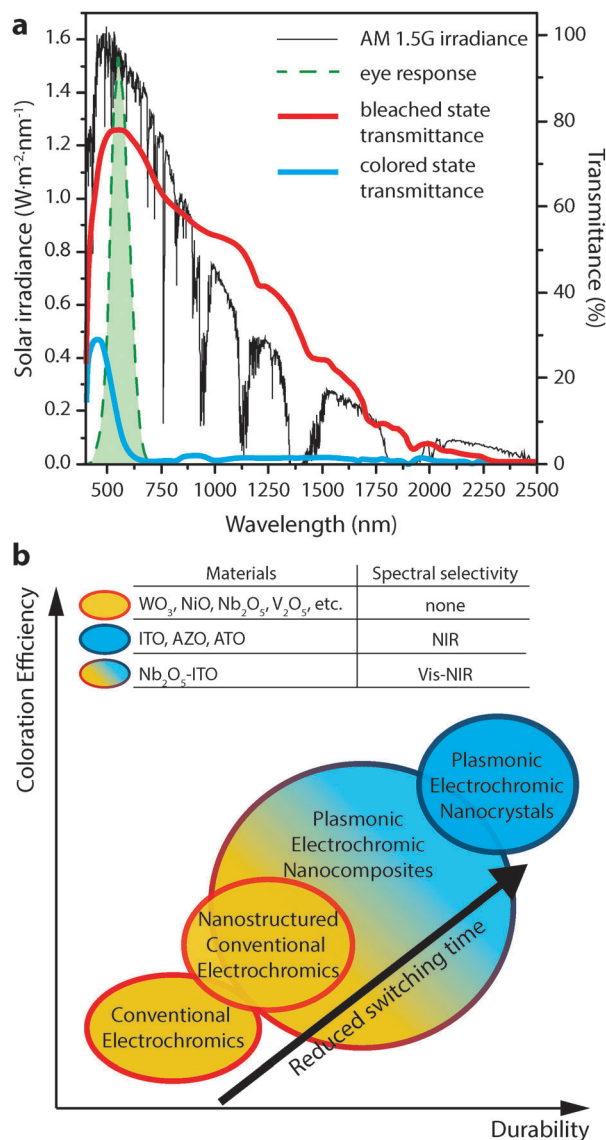 a
AM 1.5G irradiance
eye response
bleached state
transmittance
colored state
transmittance
Solar irradiance (W·m⁻²·nm⁻¹)
1.6
1.4
1.2
1.0
0.8
0.6
0.4
0.2
0.0
100
80
60
40
20
0
Transmittance (%)
500 750 1000 1250 1500 1750 2000 2250 2500
Wavelength (nm)
b
Materials Spectral selectivity
WO₃, NiO, Nb₂O₅, V₂O₅, etc. none
ITO, AZO, ATO NIR
Nb₂O₅-ITO Vis-NIR
Coloration Efficiency
Plasmonic
Electrochromic
Nanocrystals
Plasmonic
Electrochromic
Nanocomposites
Nanostructured
Conventional
Electrochromics
Conventional
Electrochromics
Reduced switching time
Durability